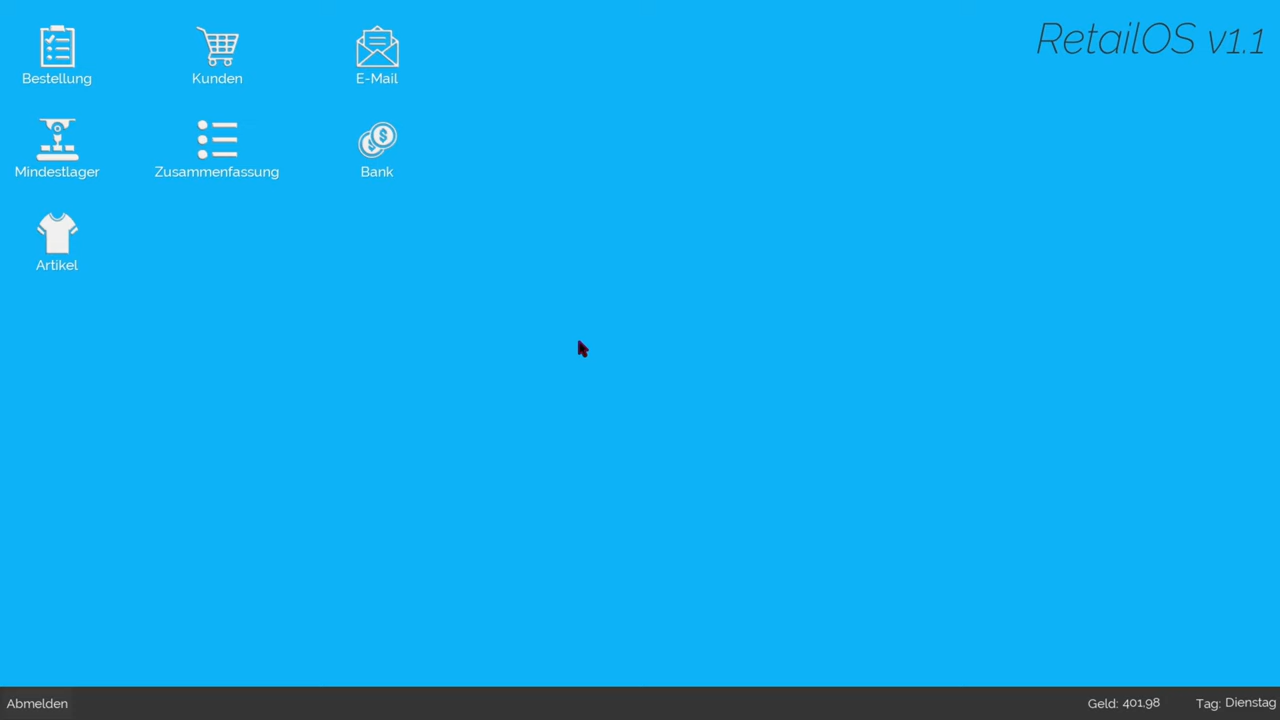 RetailOS v1.1
Bestellung
Kunden
E-Mail
Mindestlager
Zusammenfassung
Bank
Artikel
Abmelden
Geld: 401,98
Tag: Dienstag